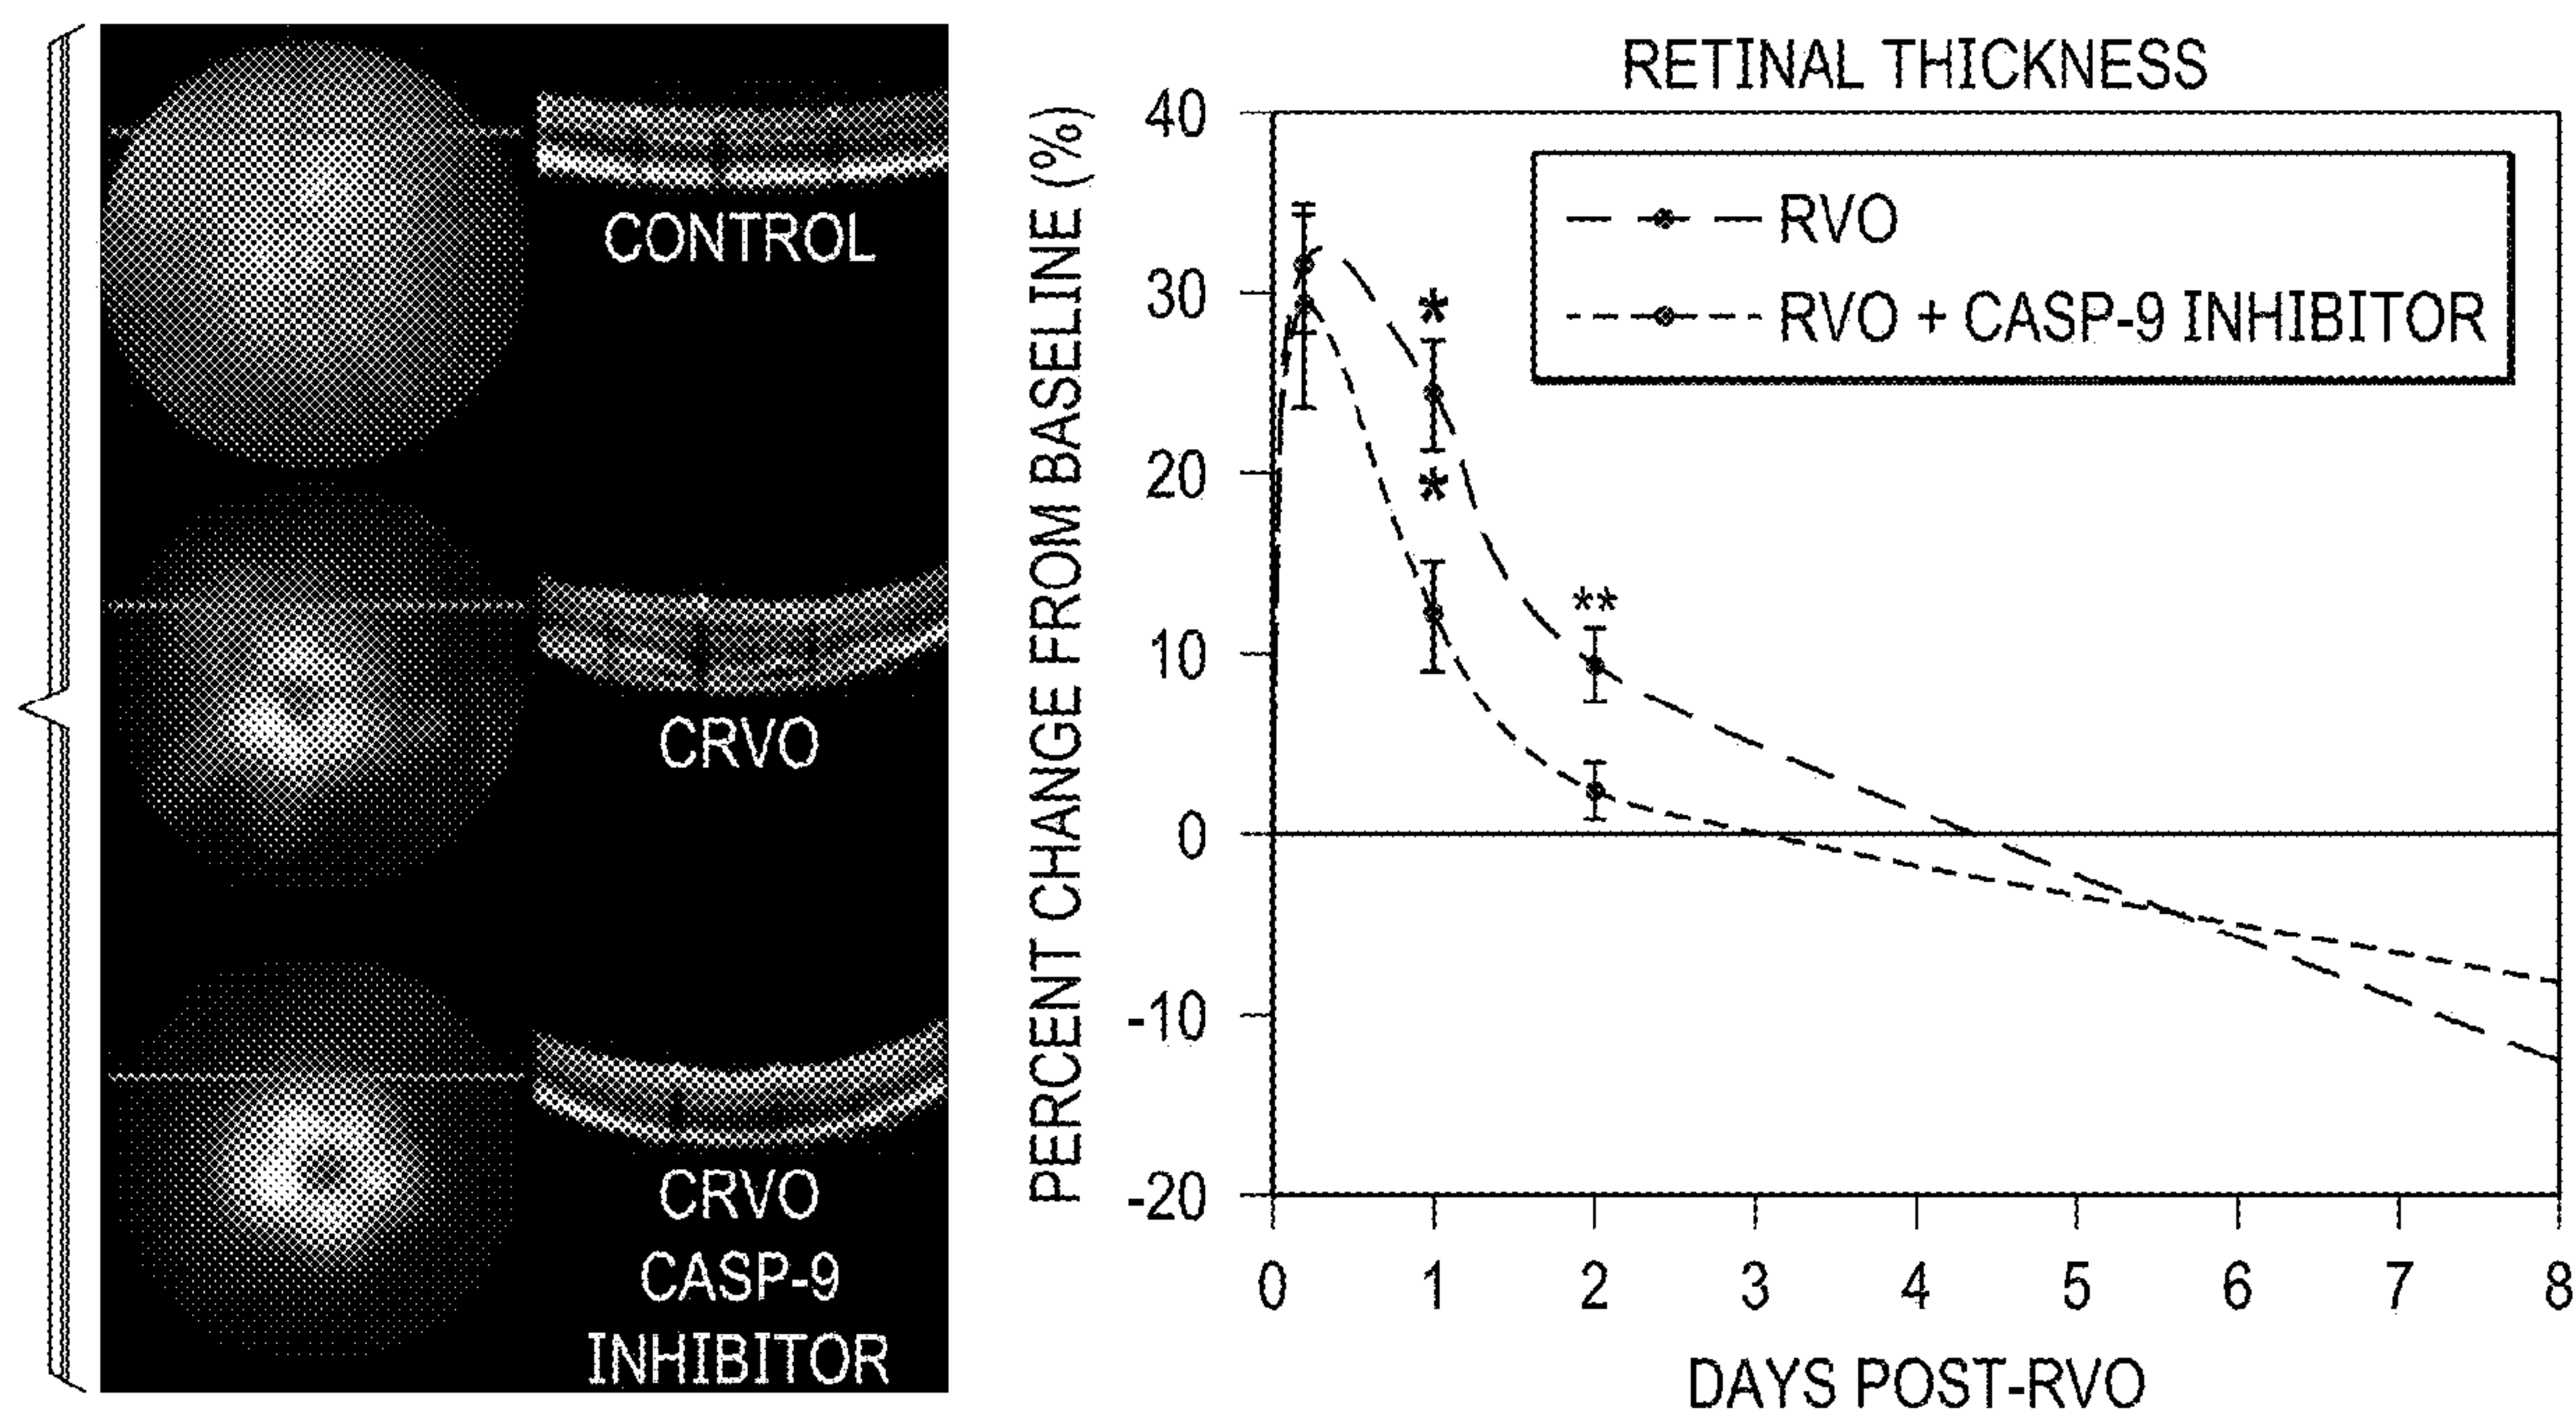 CONTROL
CRVO
CRVO
CASP-9
INHIBITOR
RETINAL THICKNESS
PERCENT CHANGE FROM BASELINE (%)
40
30
20
10
0
-10
-20
RVO
RVO + CASP-9 INHIBITOR
*
*
**
0 1 2 3 4 5 6 7 8
DAYS POST-RVO